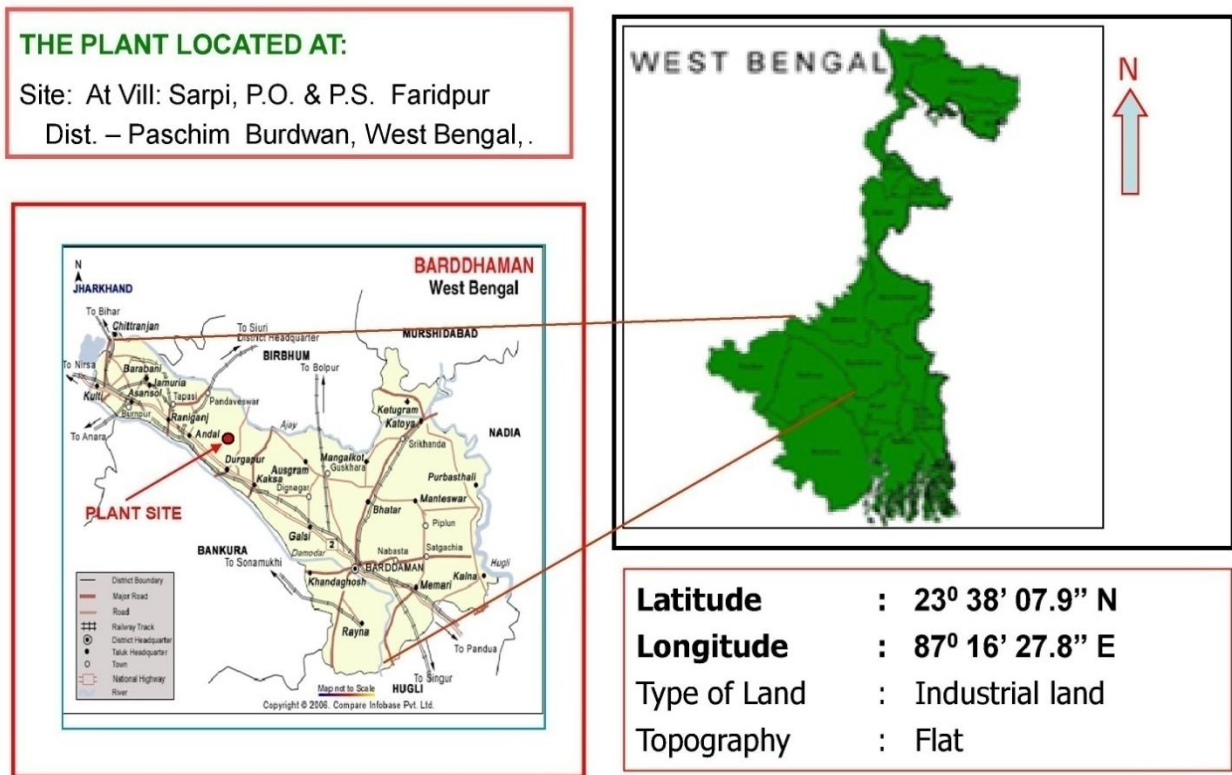 THE PLANT LOCATED AT:
Site: At Vill: Sarpi, P.O. & P.S. Faridpur
Dist. – Paschim Burdwan, West Bengal, .
WEST BENGAL
N
BARDDHAMAN
West Bengal
N
JHARKHAND
To Bihar
Chittranjan
To Siuri
District Headquarter
MURSHIDABAD
BIRBHUM
To Nirsa
Barabani
Jamuria
To Bolpur
Kulti
Asansol
Tapasi
Pandaveswar
Burnpur
Raniganj
Ketugram
Katoya
To Anara
Andal
Ajay
Srikhanda
NADIA
Durgapur
Ausgram
Mangalkot
Guskhara
Purbasthali
Kaksa
Dignagar
Manteswar
PLANT SITE
Bhatar
Galsi
Piplun
2
BANKURA
Damodar
Nabasta
Satgachia
Hugli
To Sonamukhi
BARDDAMAN
Khandaghosh
Memari
Kalna
Rayna
To Pandua
To Singur
HUGLI
District Boundary
Major Road
Road
Railway Track
District Headquarter
Taluk Headquarter
Town
National Highway
River
Map not to Scale
Copyright © 2006. Compare Infobase Pvt. Ltd.
Latitude : 23⁰ 38’ 07.9” N
Longitude : 87⁰ 16’ 27.8” E
Type of Land : Industrial land
Topography : Flat